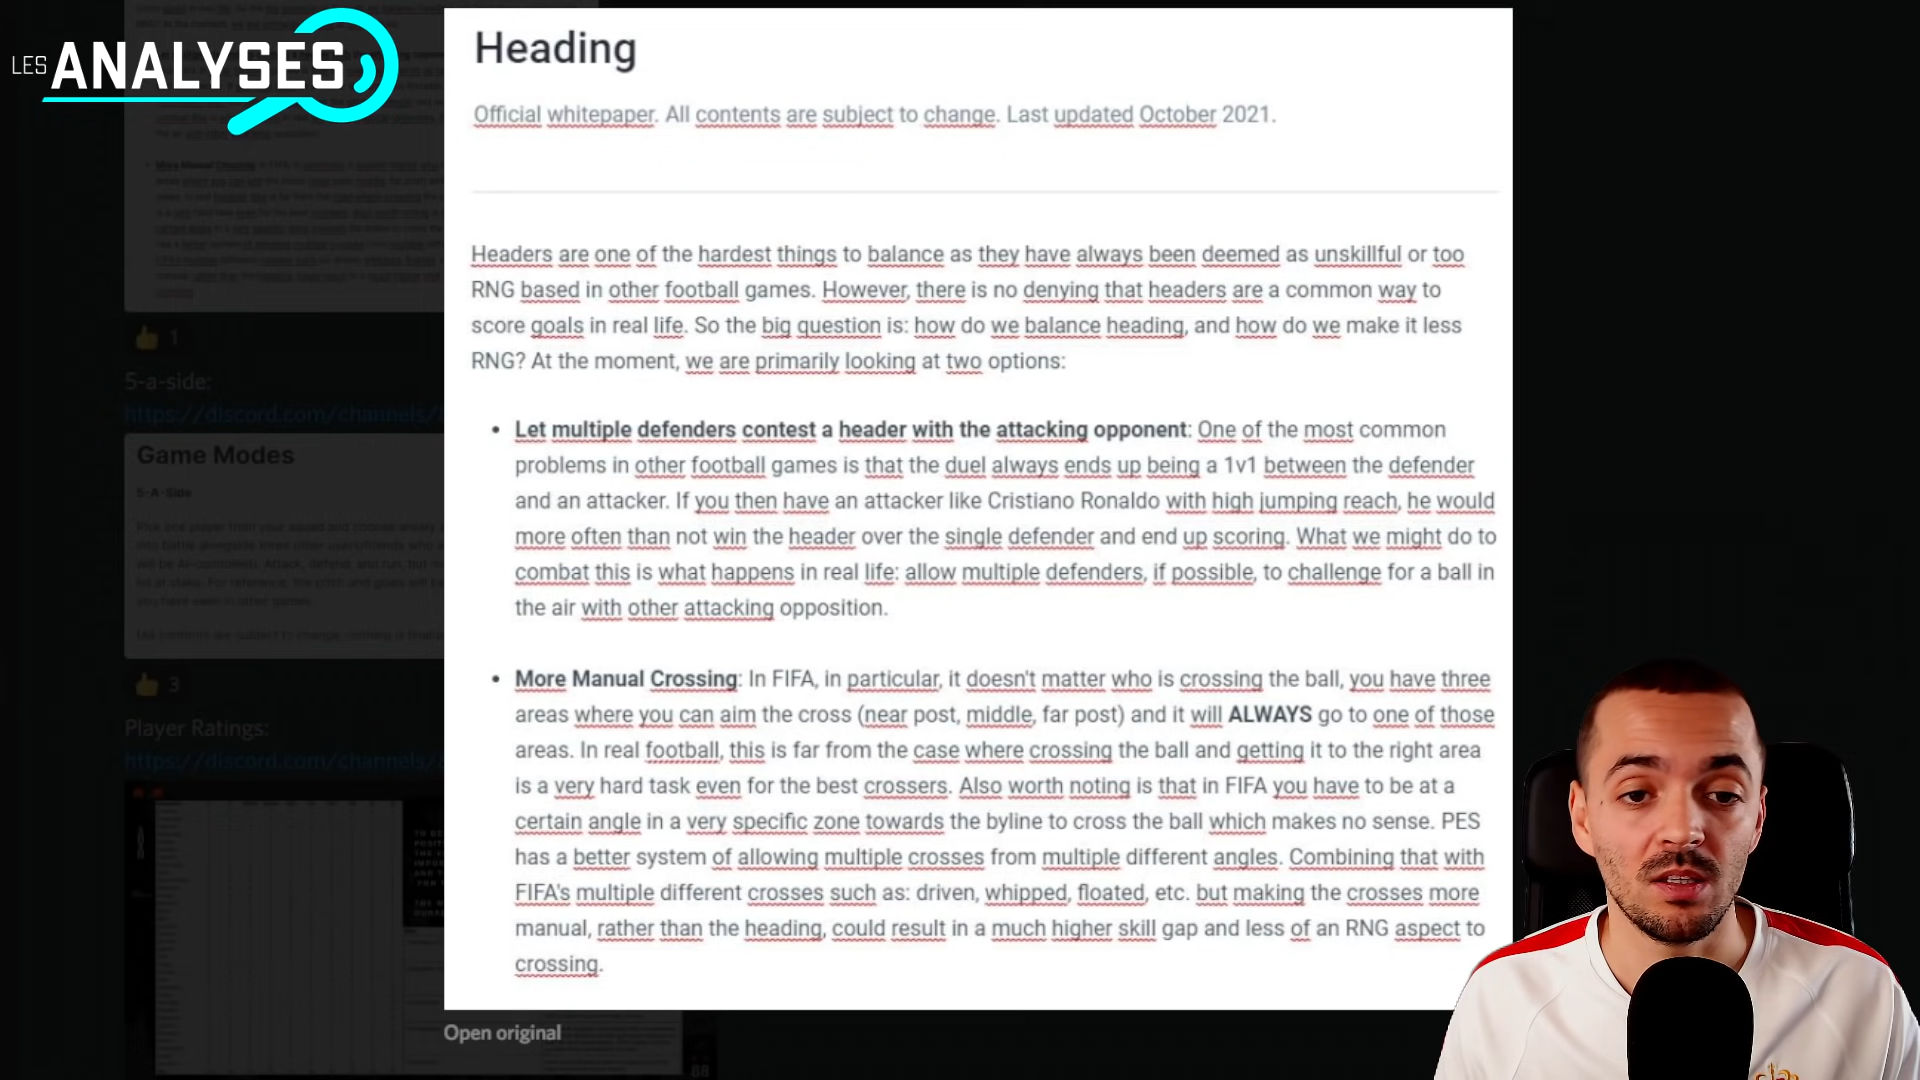 LES ANALYSES
Heading
Official whitepaper. All contents are subject to change. Last updated October 2021.
Headers are one of the hardest things to balance as they have always been deemed as unskillful or too
RNG based in other football games. However, there is no denying that headers are a common way to
score goals in real life. So the big question is: how do we balance heading, and how do we make it less
RNG? At the moment, we are primarily looking at two options:
• Let multiple defenders contest a header with the attacking opponent: One of the most common
problems in other football games is that the duel always ends up being a 1v1 between the defender
and an attacker. If you then have an attacker like Cristiano Ronaldo with high jumping reach, he would
more often than not win the header over the single defender and end up scoring. What we might do to
combat this is what happens in real life: allow multiple defenders, if possible, to challenge for a ball in
the air with other attacking opposition.
• More Manual Crossing: In FIFA, in particular, it doesn't matter who is crossing the ball, you have three
areas where you can aim the cross (near post, middle, far post) and it will ALWAYS go to one of those
areas. In real football, this is far from the case where crossing the ball and getting it to the right area
is a very hard task even for the best crossers. Also worth noting is that in FIFA you have to be at a
certain angle in a very specific zone towards the byline to cross the ball which makes no sense. PES
has a better system of allowing multiple crosses from multiple different angles. Combining that with
FIFA's multiple different crosses such as: driven, whipped, floated, etc. but making the crosses more
manual, rather than the heading, could result in a much higher skill gap and less of an RNG aspect to
crossing.
Open original
1
5-a-side:
https://discord.com/channels/
Game Modes
5-A-Side
3
Player Ratings:
https://discord.com/channels/
88